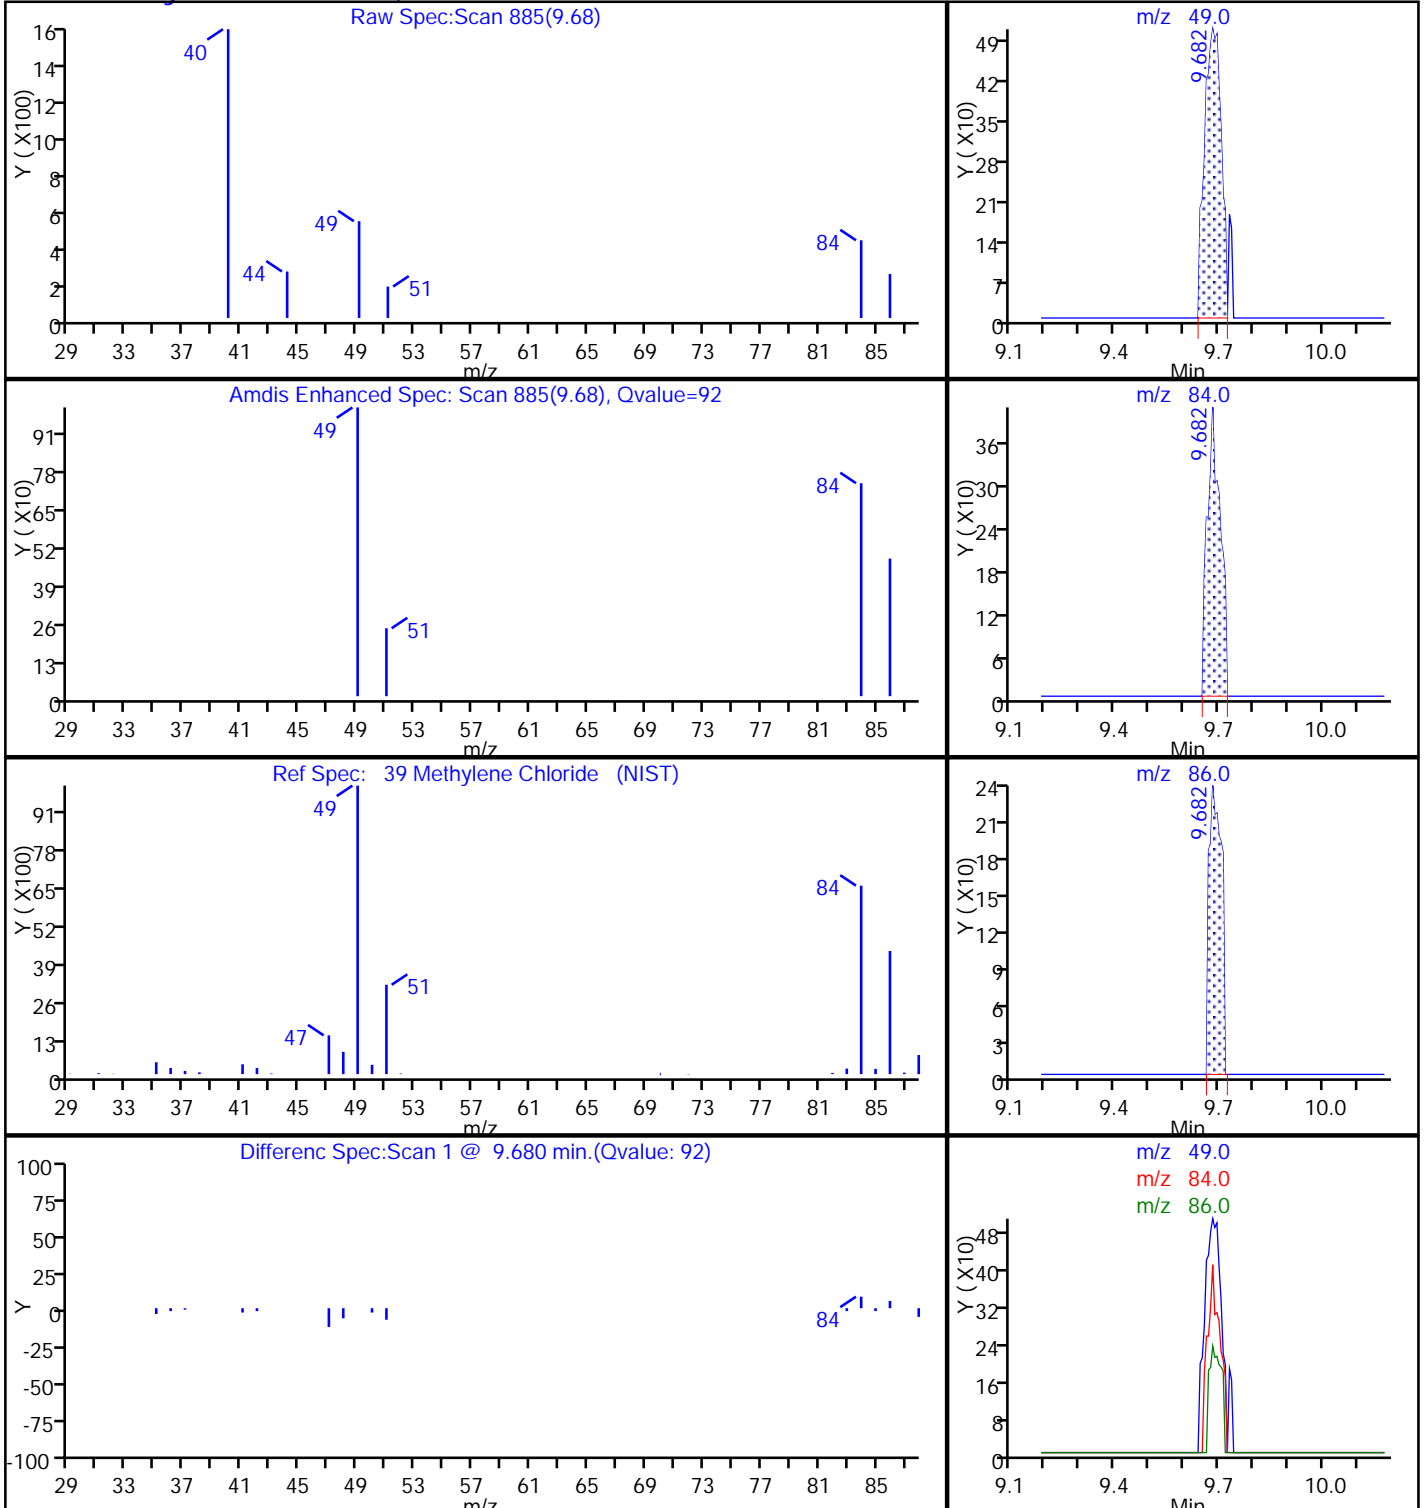 Raw Spec:Scan 885(9.68)
16
14
12
10
8
6
4
2
0
Y ( X100)
40
44
49
51
84
29 33 37 41 45 49 53 57 61 65 69 73 77 81 85
m/z
m/z 49.0
49
42
35
28
21
14
7
0
Y ( X10)
9.682
9.1 9.4 9.7 10.0
Min
Amdis Enhanced Spec: Scan 885(9.68), Qvalue=92
91
78
65
52
39
26
13
0
Y ( X10)
49
51
84
29 33 37 41 45 49 53 57 61 65 69 73 77 81 85
m/z
m/z 84.0
36
30
24
18
12
6
0
Y ( X10)
9.682
9.1 9.4 9.7 10.0
Min
Ref Spec: 39 Methylene Chloride (NIST)
91
78
65
52
39
26
13
0
Y ( X100)
47
49
51
84
29 33 37 41 45 49 53 57 61 65 69 73 77 81 85
m/z
m/z 86.0
24
21
18
15
12
9
6
3
0
Y ( X10)
9.682
9.1 9.4 9.7 10.0
Min
Differenc Spec:Scan 1 @ 9.680 min.(Qvalue: 92)
100
75
50
25
0
-25
-50
-75
-100
Y
84
29 33 37 41 45 49 53 57 61 65 69 73 77 81 85
m/z
m/z 49.0
m/z 84.0
m/z 86.0
48
40
32
24
16
8
0
Y ( X10)
9.1 9.4 9.7 10.0
Min